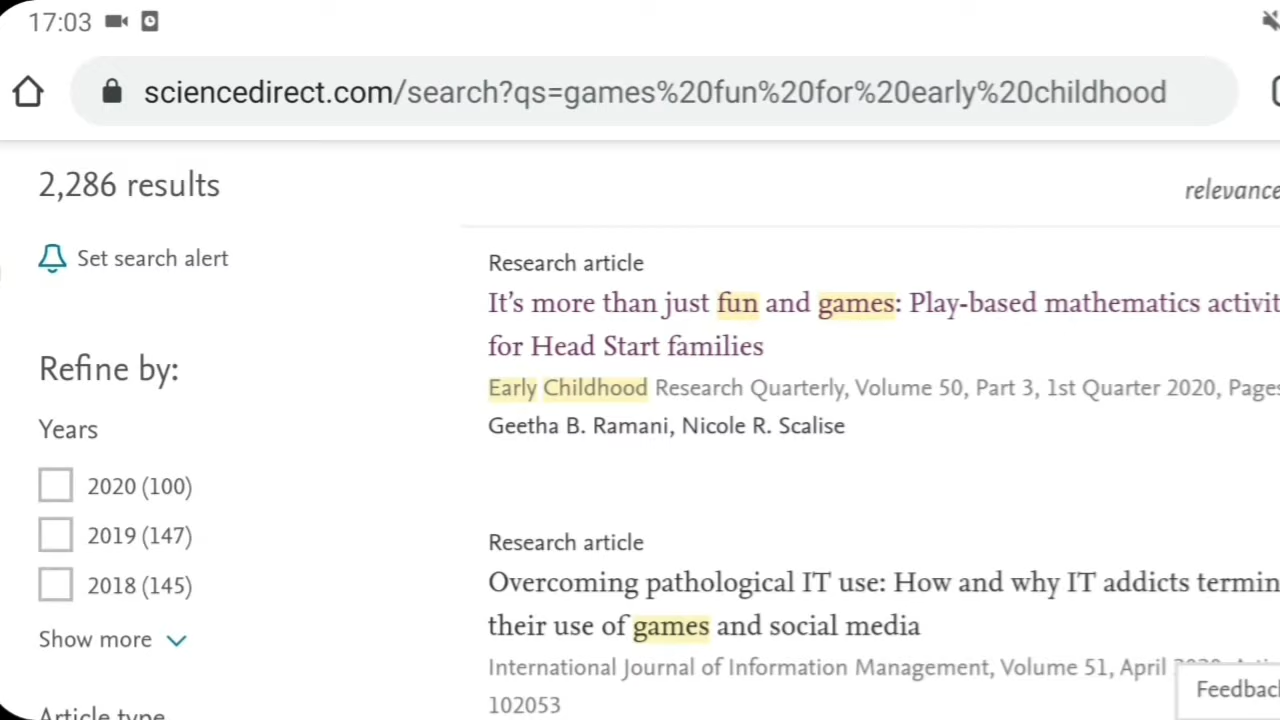 17:03
sciencedirect.com/search?qs=games%20fun%20for%20early%20childhood
2,286 results
relevance
Set search alert
Research article
It's more than just fun and games: Play-based mathematics activit
for Head Start families
Early Childhood Research Quarterly, Volume 50, Part 3, 1st Quarter 2020, Pages
Geetha B. Ramani, Nicole R. Scalise
Refine by:
Years
2020 (100)
2019 (147)
2018 (145)
Show more
Article type
Research article
Overcoming pathological IT use: How and why IT addicts termin
their use of games and social media
International Journal of Information Management, Volume 51, April
102053
Feedback